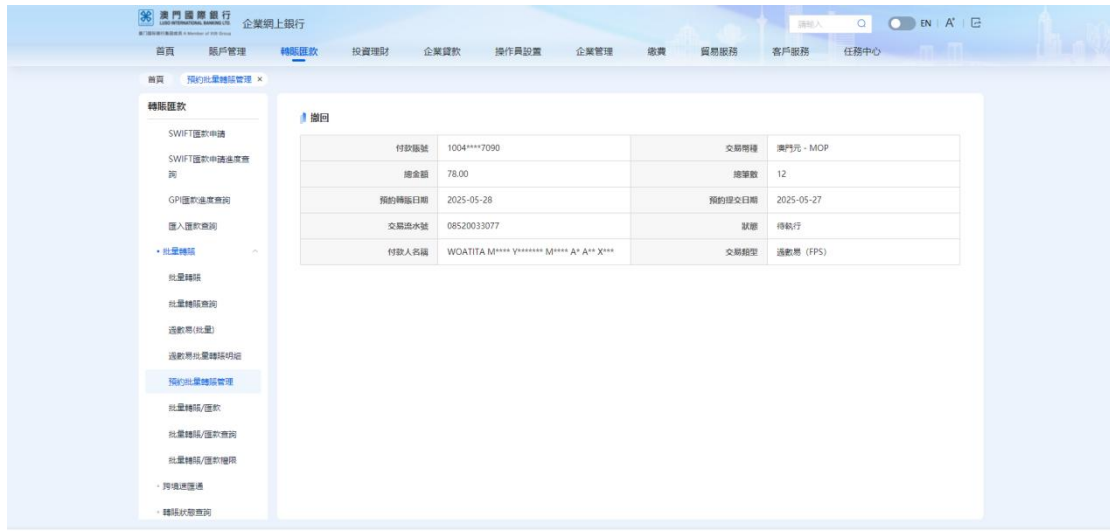 澳門國際銀行
LUSO INTERNATIONAL BANKING LTD.
企業網上銀行
請輸入
EN
A⁺
首頁 賬戶管理 轉賬匯款 投資理財 企業貸款 操作員設置 企業管理 繳費 貿易服務 客戶服務 任務中心
首頁 預約批量轉賬管理 ×
轉賬匯款
SWIFT匯款申請
SWIFT匯款申請進度查
詢
GPI匯款進度查詢
匯入匯款查詢
批量轉賬
批量轉賬
批量轉賬查詢
過數易(批量)
過數易批量轉賬明細
預約批量轉賬管理
批量轉賬/匯款
批量轉賬/匯款查詢
批量轉賬/匯款權限
跨境速匯通
轉賬狀態查詢
撤回
付款賬號 1004****7090 交易幣種 澳門元 - MOP
總金額 78.00 總筆數 12
預約轉賬日期 2025-05-28 預約提交日期 2025-05-27
交易流水號 08520033077 狀態 待執行
付款人名稱 WOATITA M**** Y******* M**** A* A** X*** 交易類型 過數易（FPS）